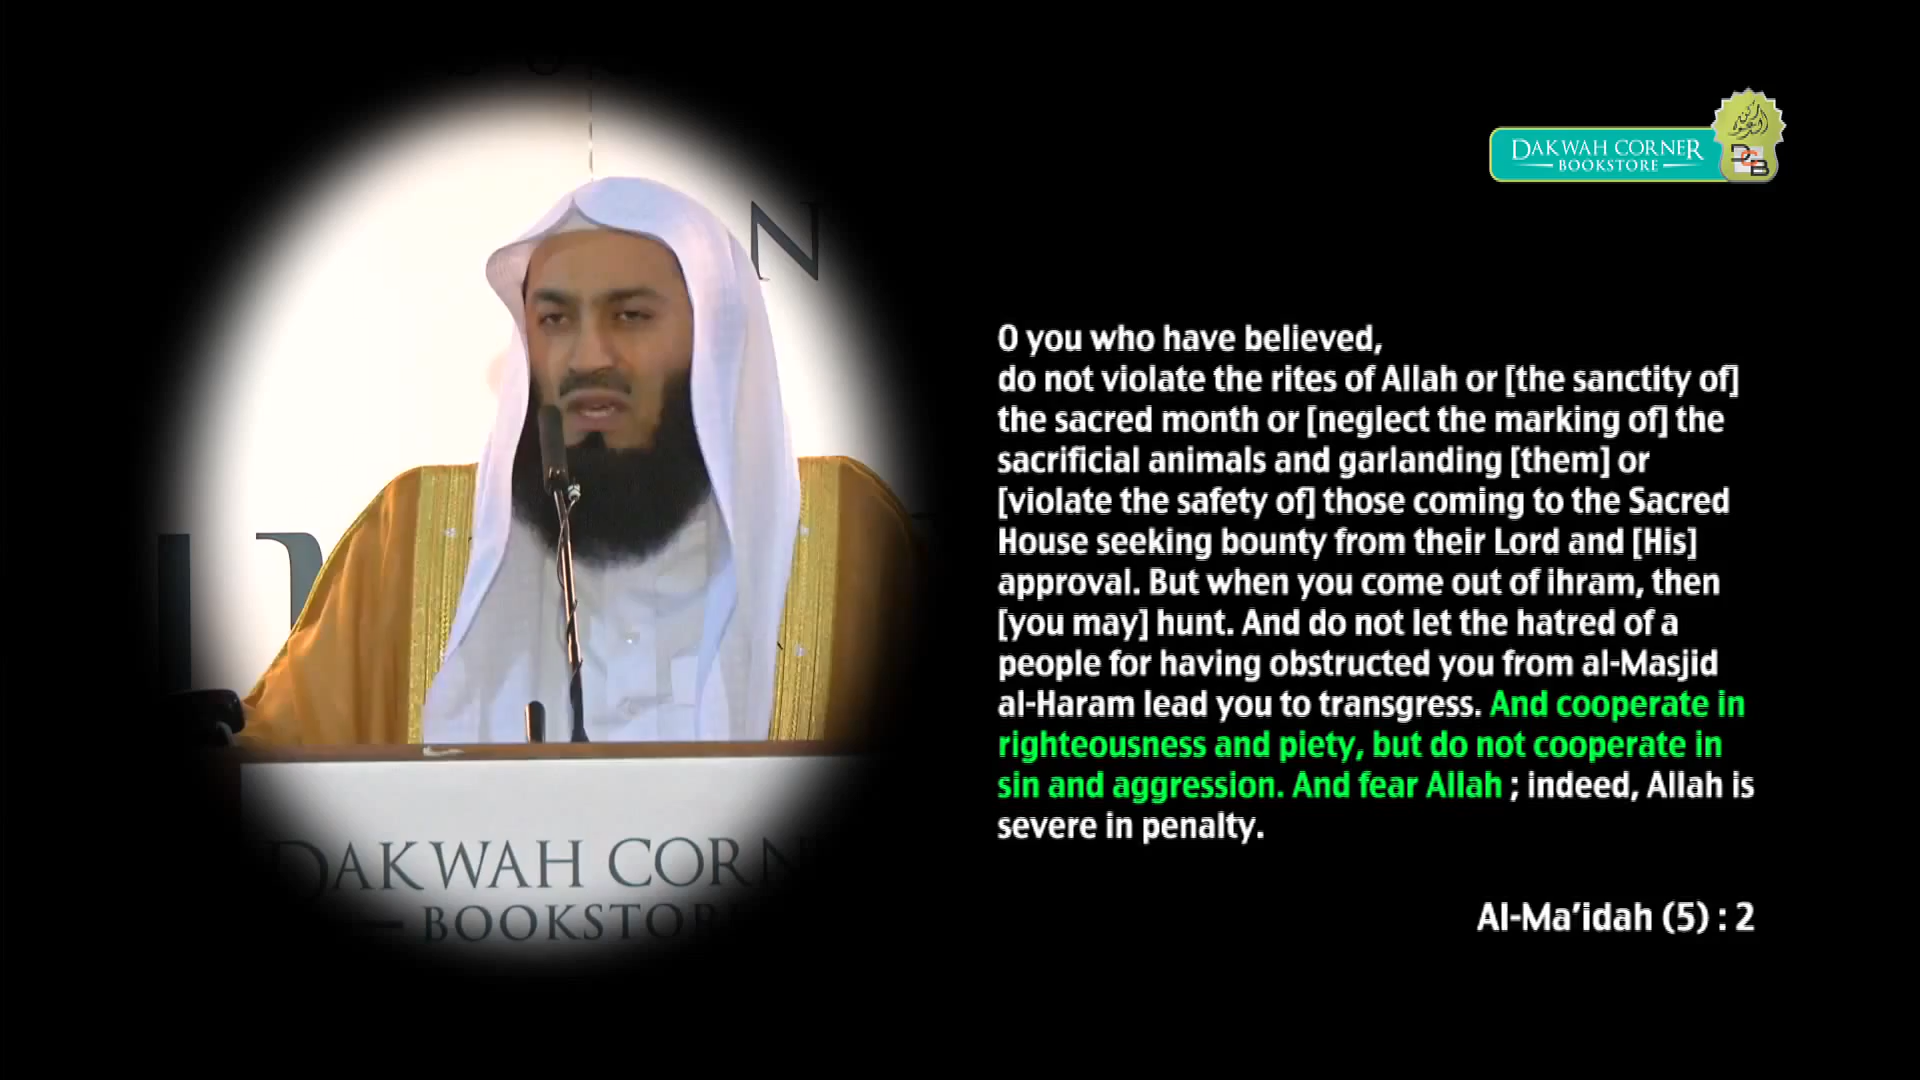 DAKWAH CORNER
BOOKSTORE
DCB
N
O you who have believed,
do not violate the rites of Allah or [the sanctity of]
the sacred month or [neglect the marking of] the
sacrificial animals and garlanding [them] or
[violate the safety of] those coming to the Sacred
House seeking bounty from their Lord and [His]
approval. But when you come out of ihram, then
[you may] hunt. And do not let the hatred of a
people for having obstructed you from al-Masjid
al-Haram lead you to transgress. And cooperate in
righteousness and piety, but do not cooperate in
sin and aggression. And fear Allah ; indeed, Allah is
severe in penalty.
Al-Ma’idah (5) : 2
DAKWAH CORN
BOOKSTOR